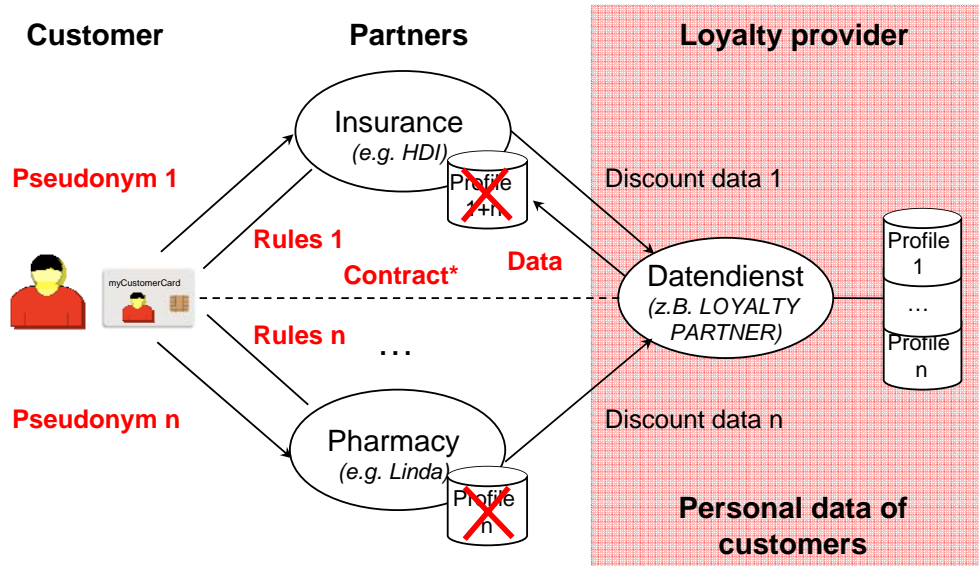 Customer
Partners
Loyalty provider
Insurance
(e.g. HDI)
Profile
1+n
Pseudonym 1
Discount data 1
Rules 1
Data
Contract*
myCustomerCard
Datendienst
(z.B. LOYALTY
PARTNER)
Profile
1
…
Profile
n
Rules n
…
Pseudonym n
Discount data n
Pharmacy
(e.g. Linda)
Profile
n
Personal data of
customers